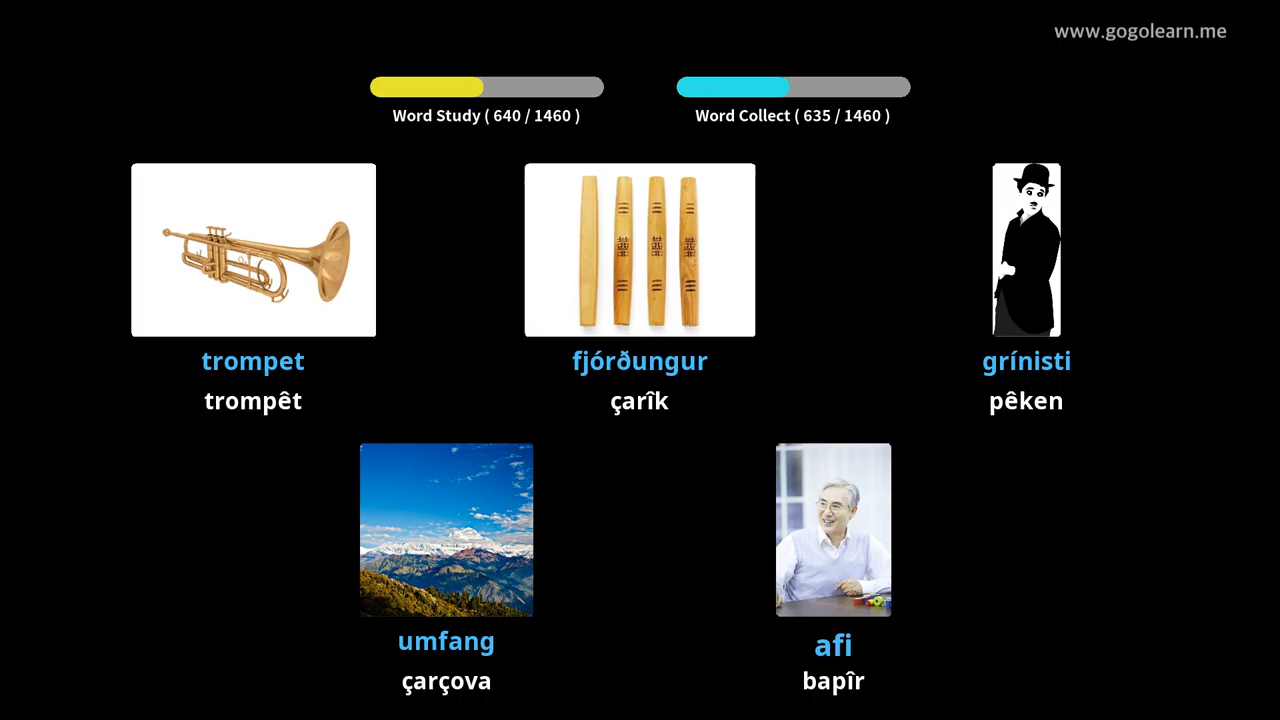 www.gogolearn.me
Word Study ( 640 / 1460 )
Word Collect ( 635 / 1460 )
trompet
trompêt
fjórðungur
çarîk
grínisti
pêken
umfang
çarçova
afi
bapîr